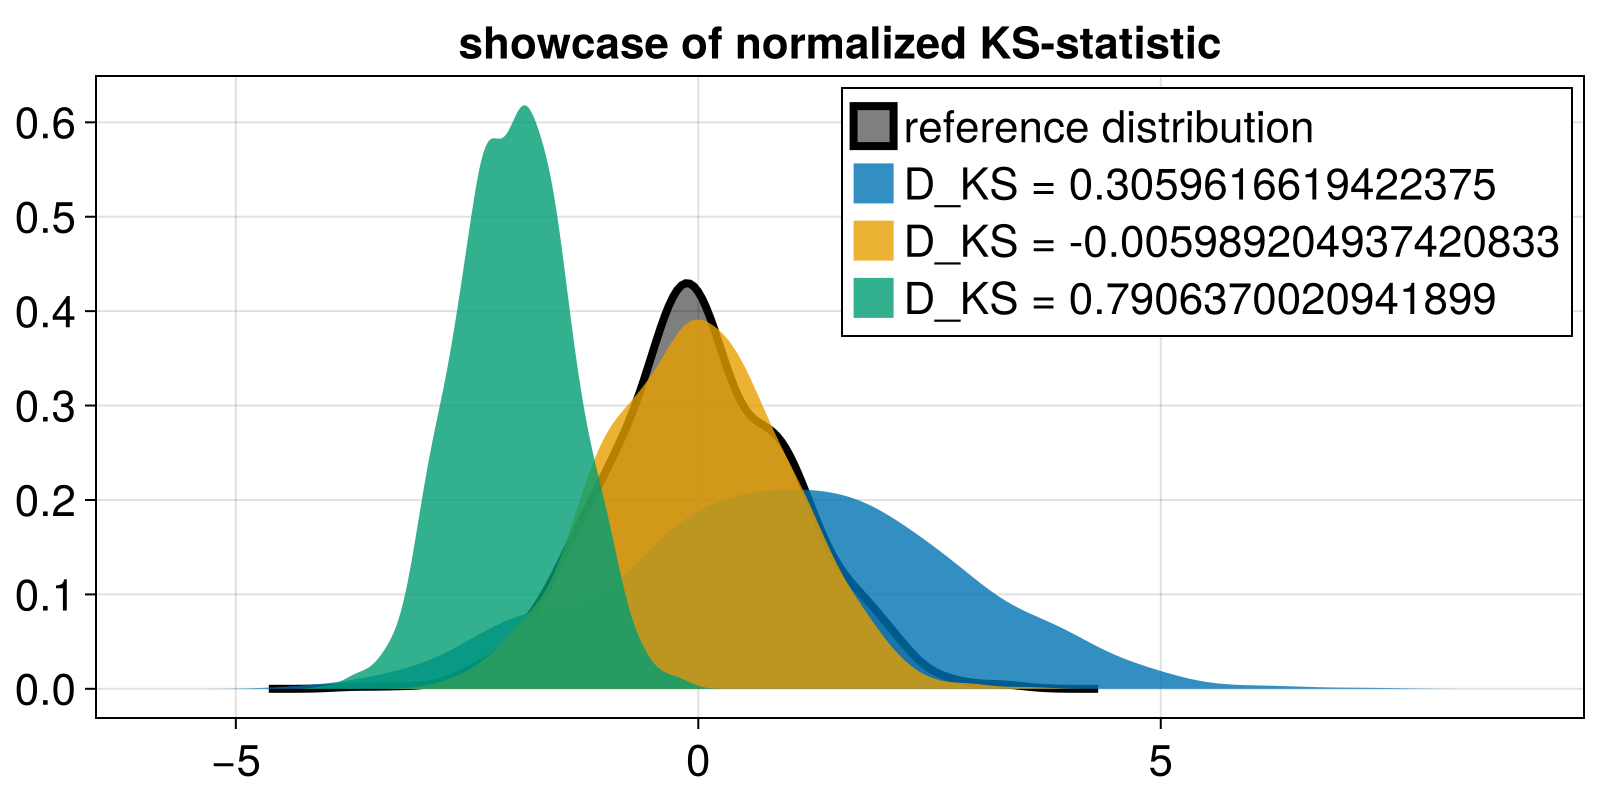 showcase of normalized KS-statistic
reference distribution
D_KS = 0.3059616619422375
D_KS = -0.005989204937420833
D_KS = 0.7906370020941899
0.6
0.5
0.4
0.3
0.2
0.1
0.0
−5
0
5